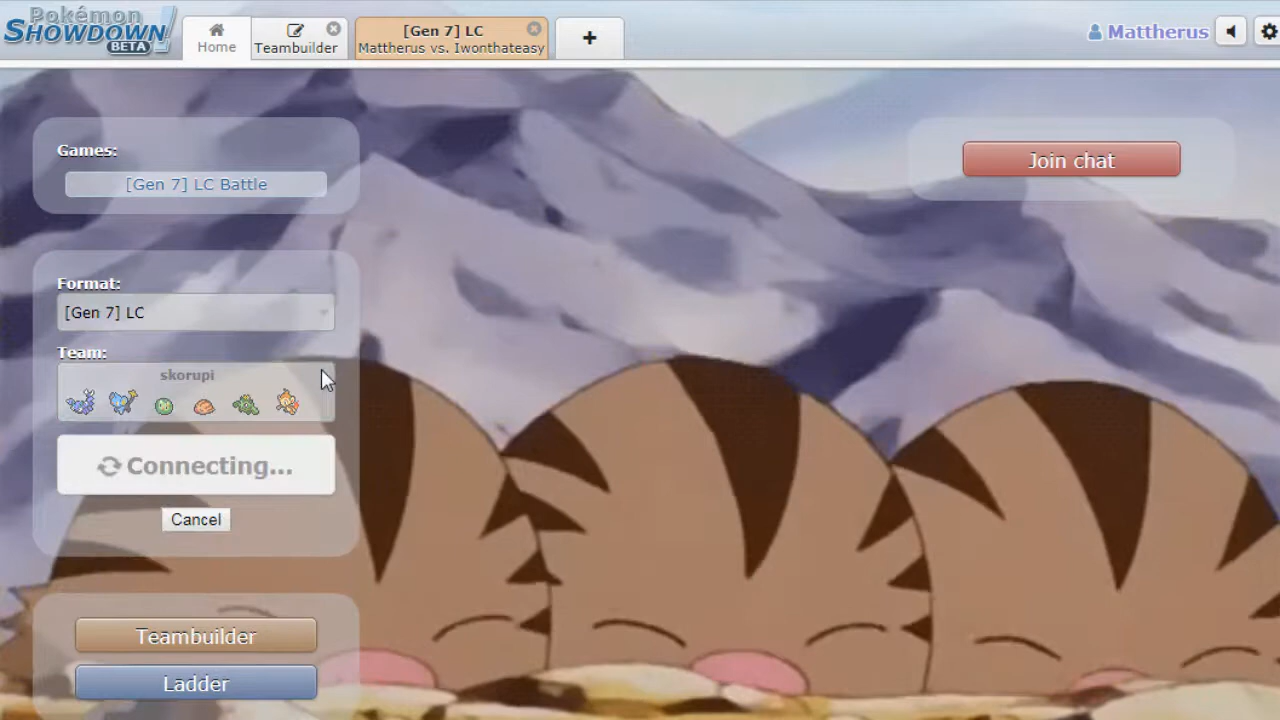 Pokémon
SHOWDOWN!
BETA
Home
Teambuilder
[Gen 7] LC
Mattherus vs. Iwonthateasy
+
Mattherus
Games:
[Gen 7] LC Battle
Join chat
Format:
[Gen 7] LC
Team:
skorupi
Connecting...
Cancel
Teambuilder
Ladder